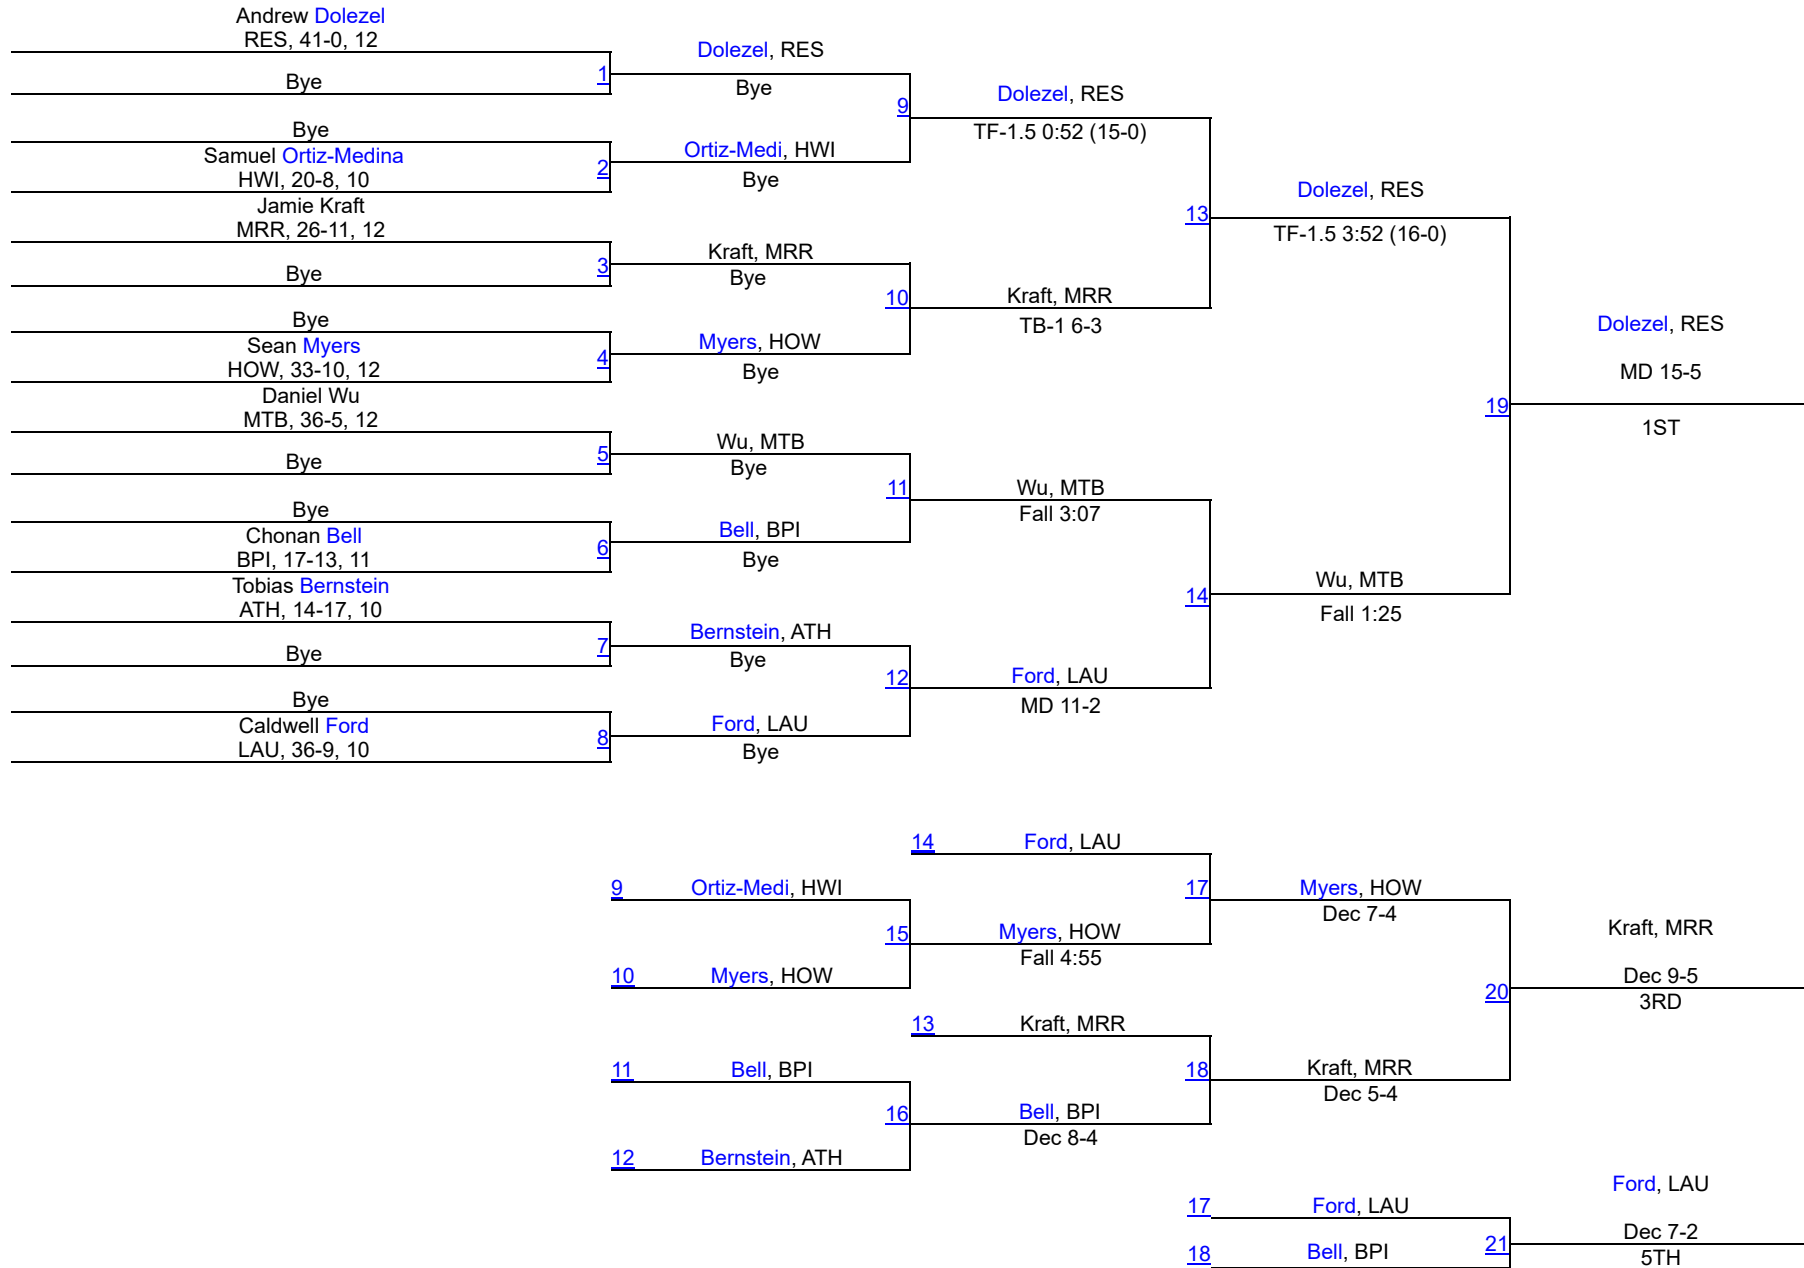 Andrew Dolezel
RES, 41-0, 12
Bye
1
Bye
Samuel Ortiz-Medina
HWI, 20-8, 10
2
Jamie Kraft
MRR, 26-11, 12
Bye
3
Bye
Sean Myers
HOW, 33-10, 12
4
Daniel Wu
MTB, 36-5, 12
Bye
5
Bye
Chonan Bell
BPI, 17-13, 11
6
Tobias Bernstein
ATH, 14-17, 10
Bye
7
Bye
Caldwell Ford
LAU, 36-9, 10
8
Dolezel, RES
Bye
9
Ortiz-Medi, HWI
Bye
Kraft, MRR
Bye
10
Myers, HOW
Bye
Wu, MTB
Bye
11
Bell, BPI
Bye
Bernstein, ATH
Bye
12
Ford, LAU
Bye
Dolezel, RES
TF-1.5 0:52 (15-0)
13
Kraft, MRR
TB-1 6-3
Wu, MTB
Fall 3:07
14
Ford, LAU
MD 11-2
Dolezel, RES
TF-1.5 3:52 (16-0)
19
Wu, MTB
Fall 1:25
Dolezel, RES
MD 15-5
1ST
14 Ford, LAU
9 Ortiz-Medi, HWI
17
15
Myers, HOW
Fall 4:55
10 Myers, HOW
Myers, HOW
Dec 7-4
13 Kraft, MRR
11 Bell, BPI
18
16
Bell, BPI
Dec 8-4
12 Bernstein, ATH
Kraft, MRR
Dec 5-4
20
Kraft, MRR
Dec 9-5
3RD
17 Ford, LAU
18 Bell, BPI
21
Ford, LAU
Dec 7-2
5TH